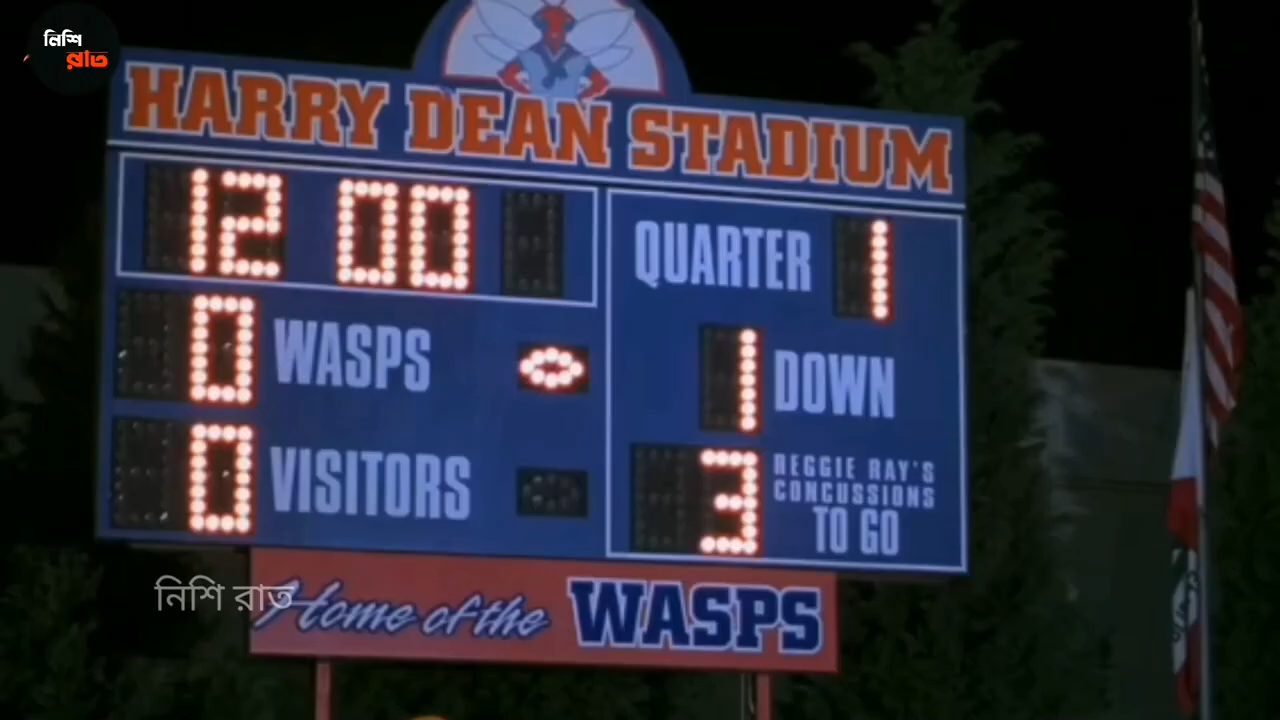 নিশি
রাত
HARRY DEAN STADIUM
12 00
QUARTER 1
0 WASPS
1 DOWN
0 VISITORS
3 REGGIE RAY'S
CONCUSSIONS
TO GO
নিশি রাত
Home of the WASPS